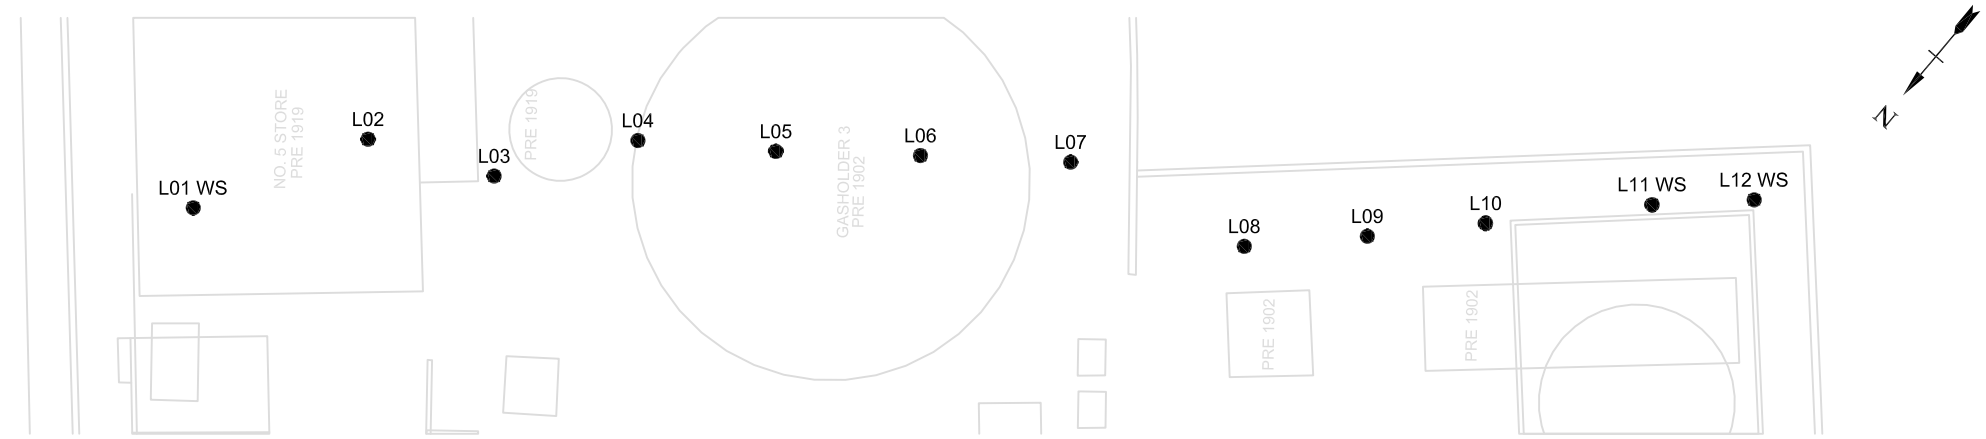 L01 WS
L02
L03
L04
L05
L06
L07
L08
L09
L10
L11 WS
L12 WS
NO. 5 STORE
PRE 1919
PRE 1919
GASHOLDER 3
PRE 1902
PRE 1902
PRE 1902
N